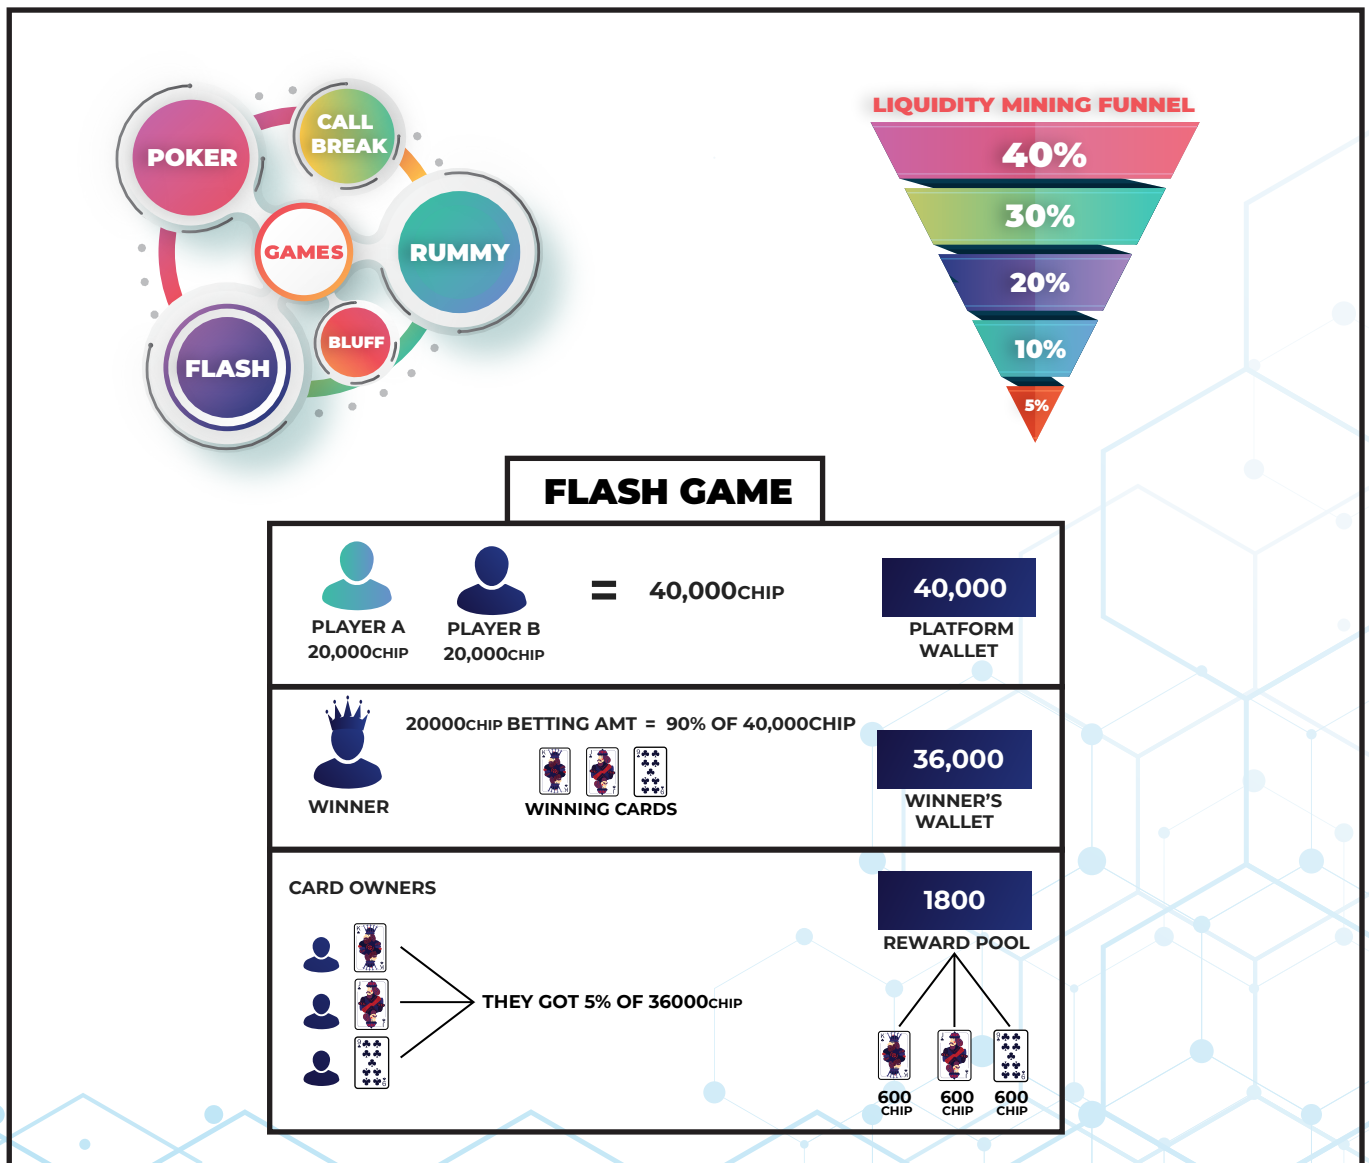 POKER
CALL
BREAK
GAMES
RUMMY
FLASH
BLUFF
LIQUIDITY MINING FUNNEL
40%
30%
20%
10%
5%
FLASH GAME
PLAYER A
20,000CHIP
PLAYER B
20,000CHIP
= 40,000CHIP
40,000
PLATFORM
WALLET
WINNER
20000CHIP BETTING AMT = 90% OF 40,000CHIP
WINNING CARDS
36,000
WINNER'S
WALLET
CARD OWNERS
THEY GOT 5% OF 36000CHIP
1800
REWARD POOL
600
CHIP
600
CHIP
600
CHIP